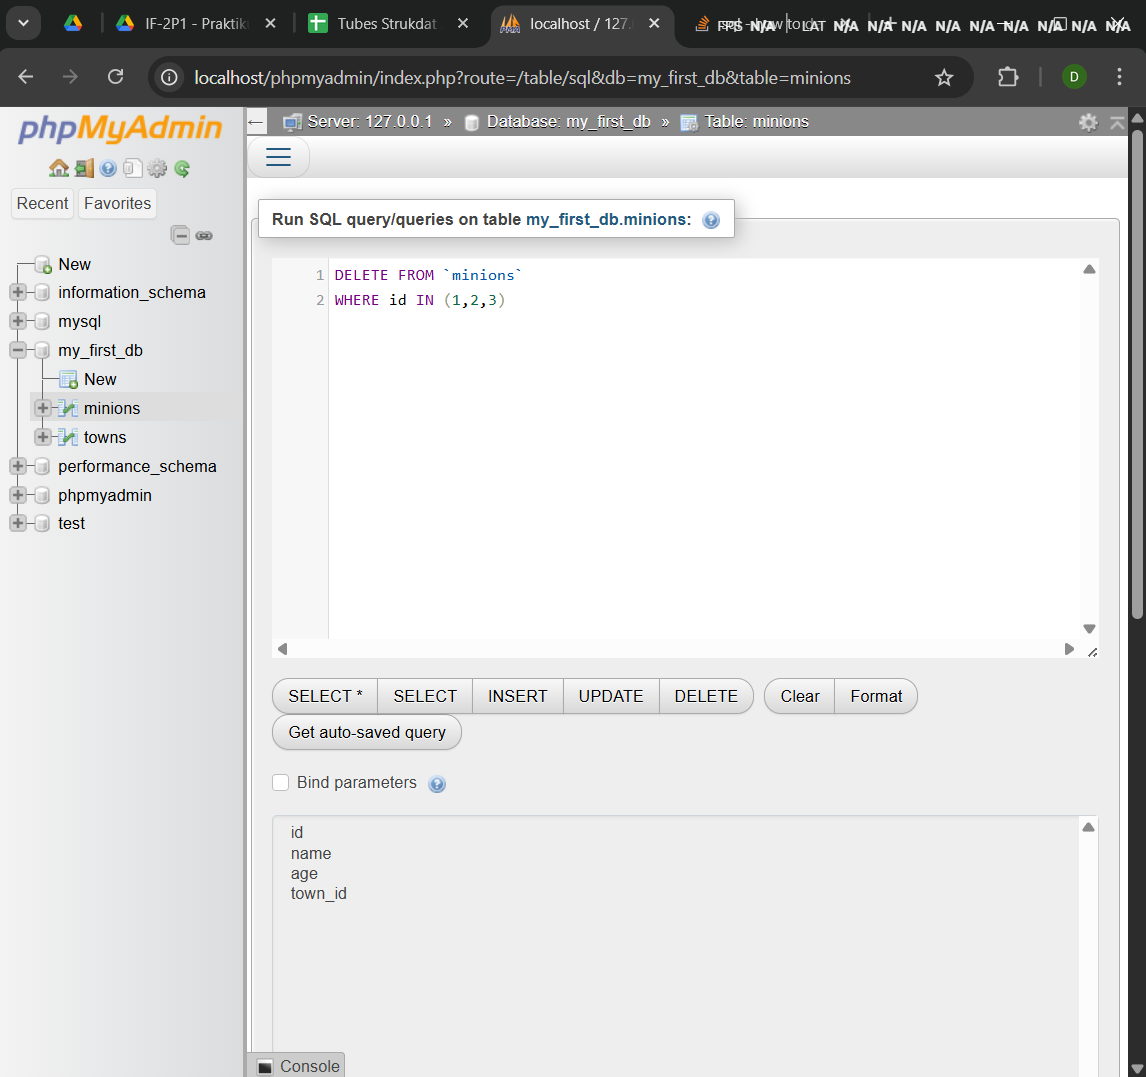 IF-2P1 - Praktik
Tubes Strukdat
localhost / 127.
FPS N/A LAT N/A N/A N/A N/A N/A N/A N/A N/A N/A
localhost/phpmyadmin/index.php?route=/table/sql&db=my_first_db&table=minions
D
phpMyAdmin
Server: 127.0.0.1 » Database: my_first_db » Table: minions
Recent
Favorites
New
information_schema
mysql
my_first_db
New
minions
towns
performance_schema
phpmyadmin
test
Run SQL query/queries on table my_first_db.minions:
1 DELETE FROM `minions`
2 WHERE id IN (1,2,3)
SELECT * SELECT INSERT UPDATE DELETE Clear Format
Get auto-saved query
Bind parameters
id
name
age
town_id
Console